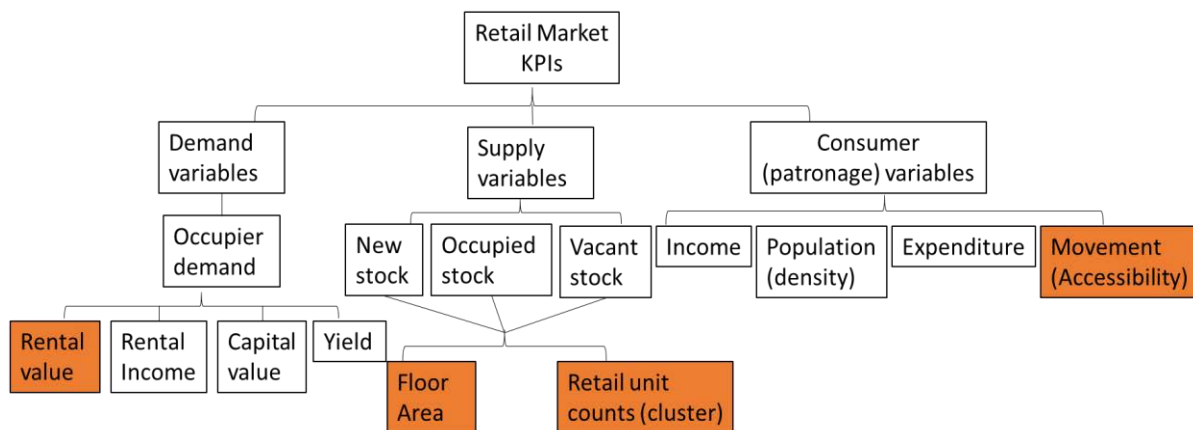 Retail Market
KPIs
Demand
variables
Supply
variables
Consumer
(patronage) variables
Occupier
demand
New
stock
Occupied
stock
Vacant
stock
Income
Population
(density)
Expenditure
Movement
(Accessibility)
Rental
value
Rental
Income
Capital
value
Yield
Floor
Area
Retail unit
counts (cluster)